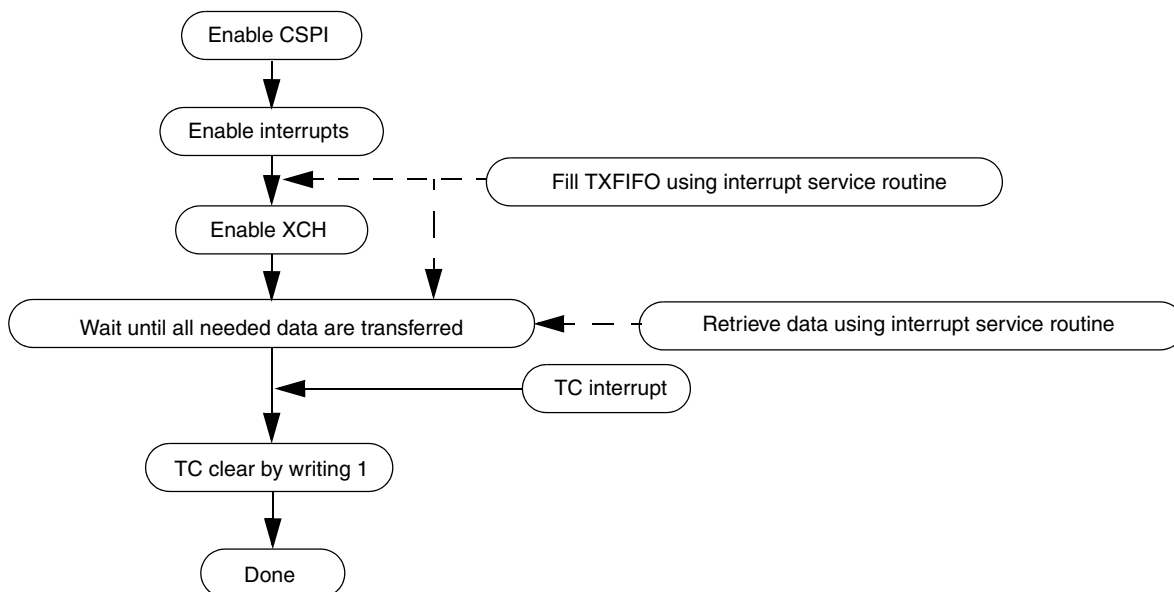 Enable CSPI
Enable interrupts
Fill TXFIFO using interrupt service routine
Enable XCH
Wait until all needed data are transferred
Retrieve data using interrupt service routine
TC interrupt
TC clear by writing 1
Done